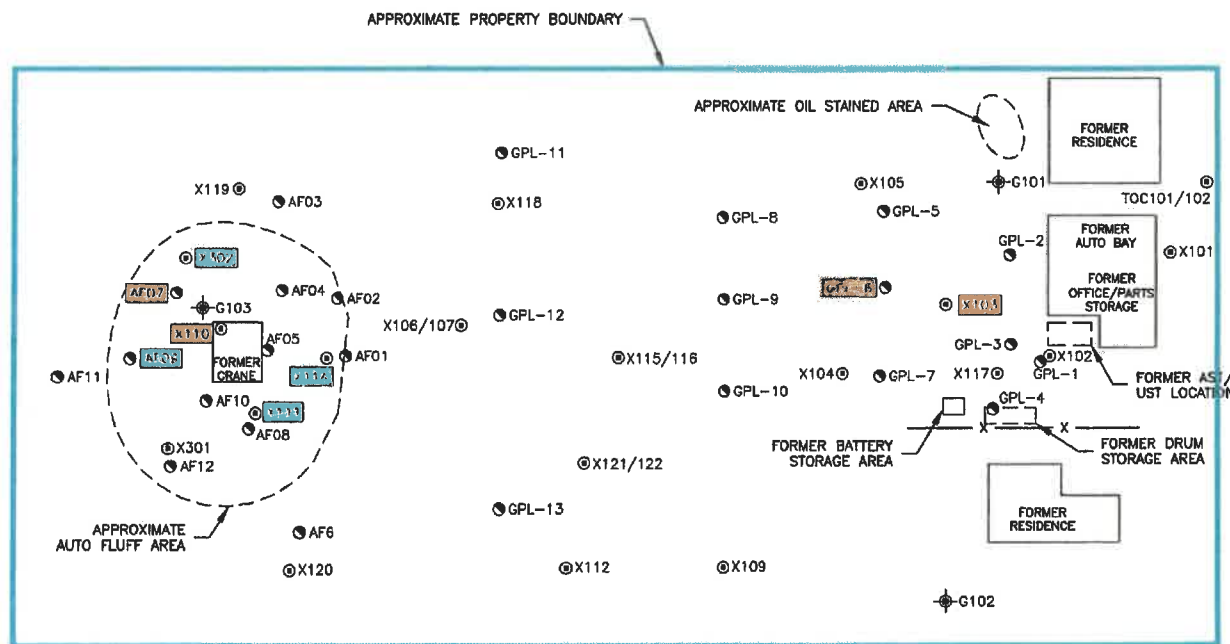 APPROXIMATE PROPERTY BOUNDARY
APPROXIMATE OIL STAINED AREA
FORMER
RESIDENCE
GPL-11
X119
AF03
X118
X105
G101
TOC101/102
GPL-8
GPL-5
GPL-2
FORMER
AUTO BAY
X101
X302
AF07
AF04
AF02
G103
GPL-9
X103
FORMER
OFFICE/PARTS
STORAGE
X110
X106/107
GPL-12
AF05
GPL-3
FORMER
CRANE
AF01
X115/116
X102
AF11
GPL-10
X104
GPL-7
X117
GPL-1
FORMER AST/
UST LOCATION
AF10
GPL-4
AF08
X
X
FORMER BATTERY
STORAGE AREA
FORMER DRUM
STORAGE AREA
X301
AF12
X121/122
GPL-13
FORMER
RESIDENCE
APPROXIMATE
AUTO FLUFF AREA
AF6
X120
X112
X109
G102